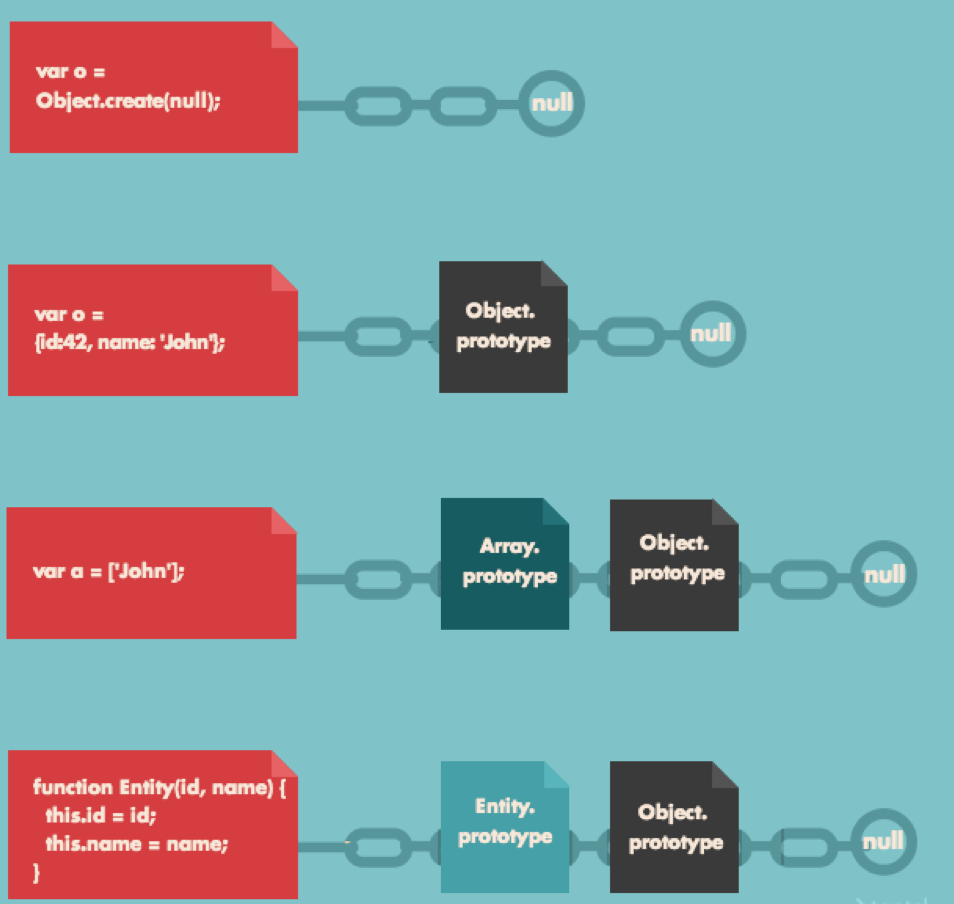 var o =
Object.create(null);
null
var o =
{id:42, name: 'John'};
Object.
prototype
null
var a = ['John'];
Array.
prototype
Object.
prototype
null
function Entity(id, name) {
this.id = id;
this.name = name;
}
Entity.
prototype
Object.
prototype
null